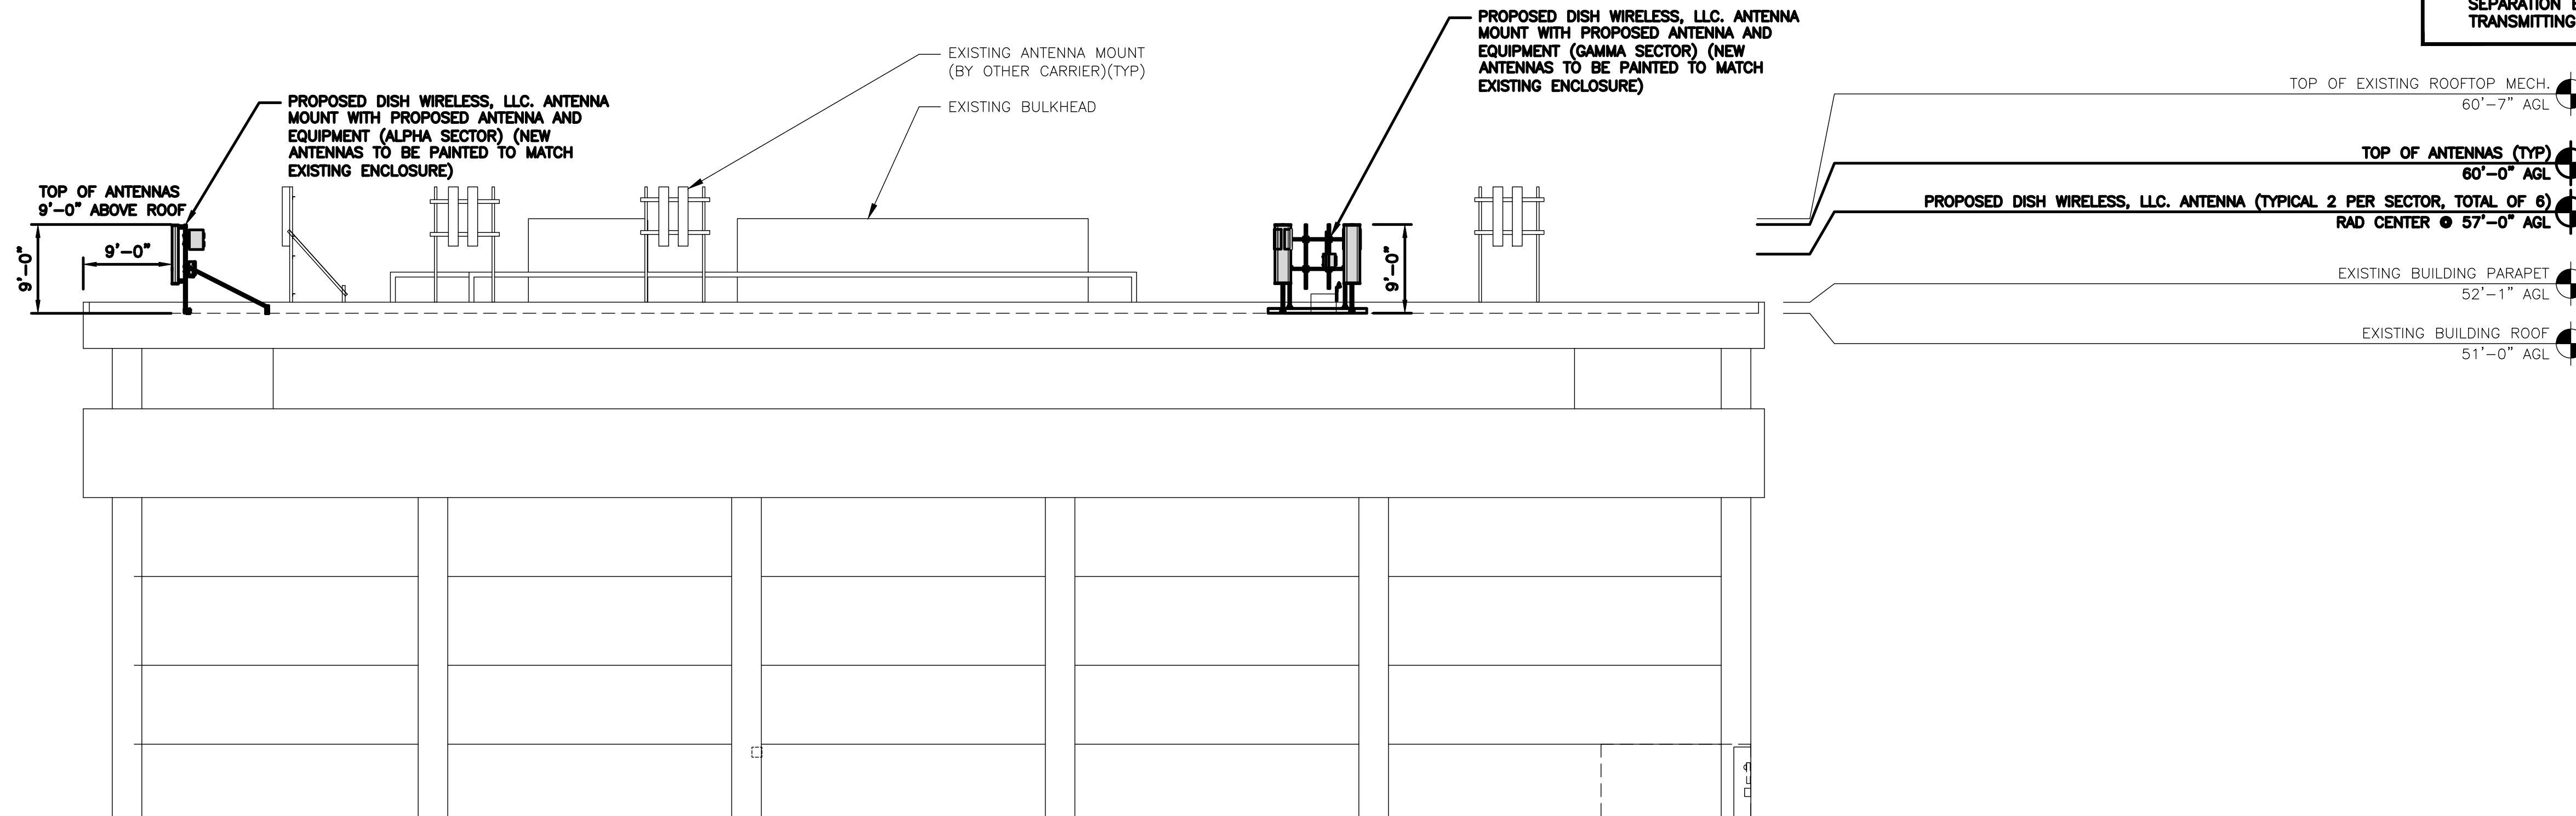 SEPARATION
TRANSMITTING
PROPOSED DISH WIRELESS, LLC. ANTENNA
MOUNT WITH PROPOSED ANTENNA AND
EQUIPMENT (GAMMA SECTOR) (NEW
ANTENNAS TO BE PAINTED TO MATCH
EXISTING ENCLOSURE)
EXISTING ANTENNA MOUNT
(BY OTHER CARRIER)(TYP)
EXISTING BULKHEAD
PROPOSED DISH WIRELESS, LLC. ANTENNA
MOUNT WITH PROPOSED ANTENNA AND
EQUIPMENT (ALPHA SECTOR) (NEW
ANTENNAS TO BE PAINTED TO MATCH
EXISTING ENCLOSURE)
TOP OF ANTENNAS
9'-0" ABOVE ROOF
9'-0"
9'-0"
9'-0"
TOP OF EXISTING ROOFTOP MECH.
60'-7" AGL
TOP OF ANTENNAS (TYP)
60'-0" AGL
PROPOSED DISH WIRELESS, LLC. ANTENNA (TYPICAL 2 PER SECTOR, TOTAL OF 6)
RAD CENTER @ 57'-0" AGL
EXISTING BUILDING PARAPET
52'-1" AGL
EXISTING BUILDING ROOF
51'-0" AGL